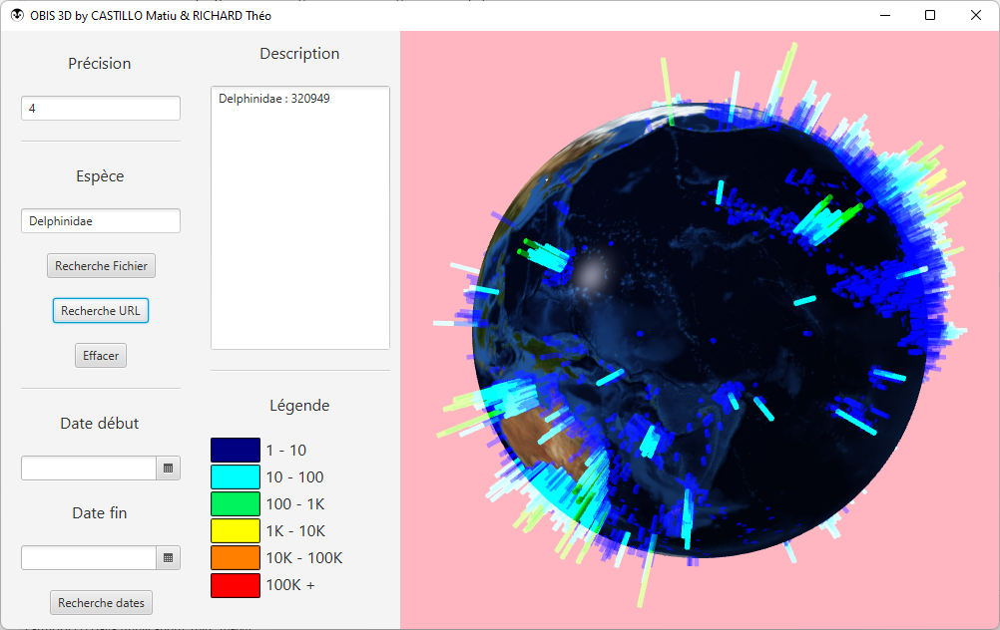 OBIS 3D by CASTILLO Matiu & RICHARD Théo
Précision
4
Espèce
Delphinidae
Recherche Fichier
Recherche URL
Effacer
Date début
Date fin
Recherche dates
Description
Delphinidae : 320949
Légende
1 - 10
10 - 100
100 - 1K
1K - 10K
10K - 100K
100K +